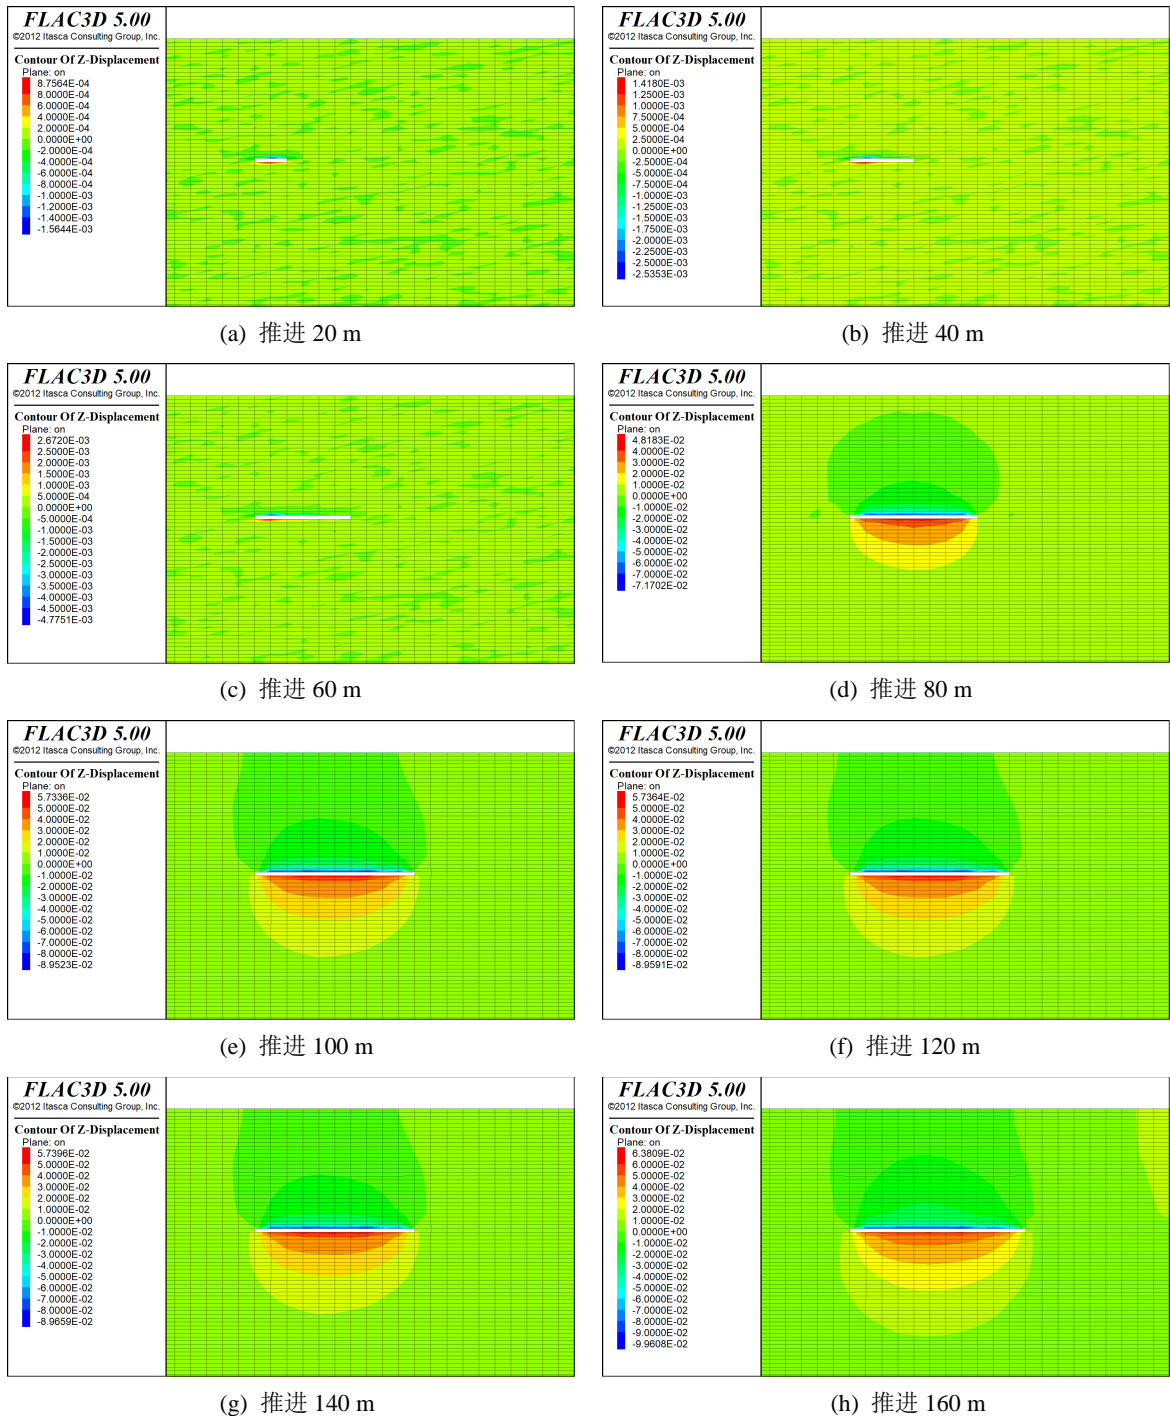 FLAC3D 5.00
©2012 Itasca Consulting Group, Inc.
Contour Of Z-Displacement
Plane: on
8.7564E-04
8.0000E-04
6.0000E-04
4.0000E-04
2.0000E-04
0.0000E+00
-2.0000E-04
-4.0000E-04
-6.0000E-04
-8.0000E-04
-1.0000E-03
-1.2000E-03
-1.4000E-03
-1.5644E-03
(a) 推进 20 m
FLAC3D 5.00
©2012 Itasca Consulting Group, Inc.
Contour Of Z-Displacement
Plane: on
1.4180E-03
1.2500E-03
1.0000E-03
7.5000E-04
5.0000E-04
2.5000E-04
0.0000E+00
-2.5000E-04
-5.0000E-04
-7.5000E-04
-1.0000E-03
-1.2500E-03
-1.5000E-03
-1.7500E-03
-2.0000E-03
-2.2500E-03
-2.5000E-03
-2.5353E-03
(b) 推进 40 m
FLAC3D 5.00
©2012 Itasca Consulting Group, Inc.
Contour Of Z-Displacement
Plane: on
2.6720E-03
2.5000E-03
2.0000E-03
1.5000E-03
1.0000E-03
5.0000E-04
0.0000E+00
-5.0000E-04
-1.0000E-03
-1.5000E-03
-2.0000E-03
-2.5000E-03
-3.0000E-03
-3.5000E-03
-4.0000E-03
-4.5000E-03
-4.7751E-03
(c) 推进 60 m
FLAC3D 5.00
©2012 Itasca Consulting Group, Inc.
Contour Of Z-Displacement
Plane: on
4.8183E-02
4.0000E-02
3.0000E-02
2.0000E-02
1.0000E-02
0.0000E+00
-1.0000E-02
-2.0000E-02
-3.0000E-02
-4.0000E-02
-5.0000E-02
-6.0000E-02
-7.0000E-02
-7.1702E-02
(d) 推进 80 m
FLAC3D 5.00
©2012 Itasca Consulting Group, Inc.
Contour Of Z-Displacement
Plane: on
5.7336E-02
5.0000E-02
4.0000E-02
3.0000E-02
2.0000E-02
1.0000E-02
0.0000E+00
-1.0000E-02
-2.0000E-02
-3.0000E-02
-4.0000E-02
-5.0000E-02
-6.0000E-02
-7.0000E-02
-8.0000E-02
-8.9523E-02
(e) 推进 100 m
FLAC3D 5.00
©2012 Itasca Consulting Group, Inc.
Contour Of Z-Displacement
Plane: on
5.7364E-02
5.0000E-02
4.0000E-02
3.0000E-02
2.0000E-02
1.0000E-02
0.0000E+00
-1.0000E-02
-2.0000E-02
-3.0000E-02
-4.0000E-02
-5.0000E-02
-6.0000E-02
-7.0000E-02
-8.0000E-02
-8.9591E-02
(f) 推进 120 m
FLAC3D 5.00
©2012 Itasca Consulting Group, Inc.
Contour Of Z-Displacement
Plane: on
5.7396E-02
5.0000E-02
4.0000E-02
3.0000E-02
2.0000E-02
1.0000E-02
0.0000E+00
-1.0000E-02
-2.0000E-02
-3.0000E-02
-4.0000E-02
-5.0000E-02
-6.0000E-02
-7.0000E-02
-8.0000E-02
-8.9659E-02
(g) 推进 140 m
FLAC3D 5.00
©2012 Itasca Consulting Group, Inc.
Contour Of Z-Displacement
Plane: on
6.3809E-02
6.0000E-02
5.0000E-02
4.0000E-02
3.0000E-02
2.0000E-02
1.0000E-02
0.0000E+00
-1.0000E-02
-2.0000E-02
-3.0000E-02
-4.0000E-02
-5.0000E-02
-6.0000E-02
-7.0000E-02
-8.0000E-02
-9.0000E-02
-9.9608E-02
(h) 推进 160 m